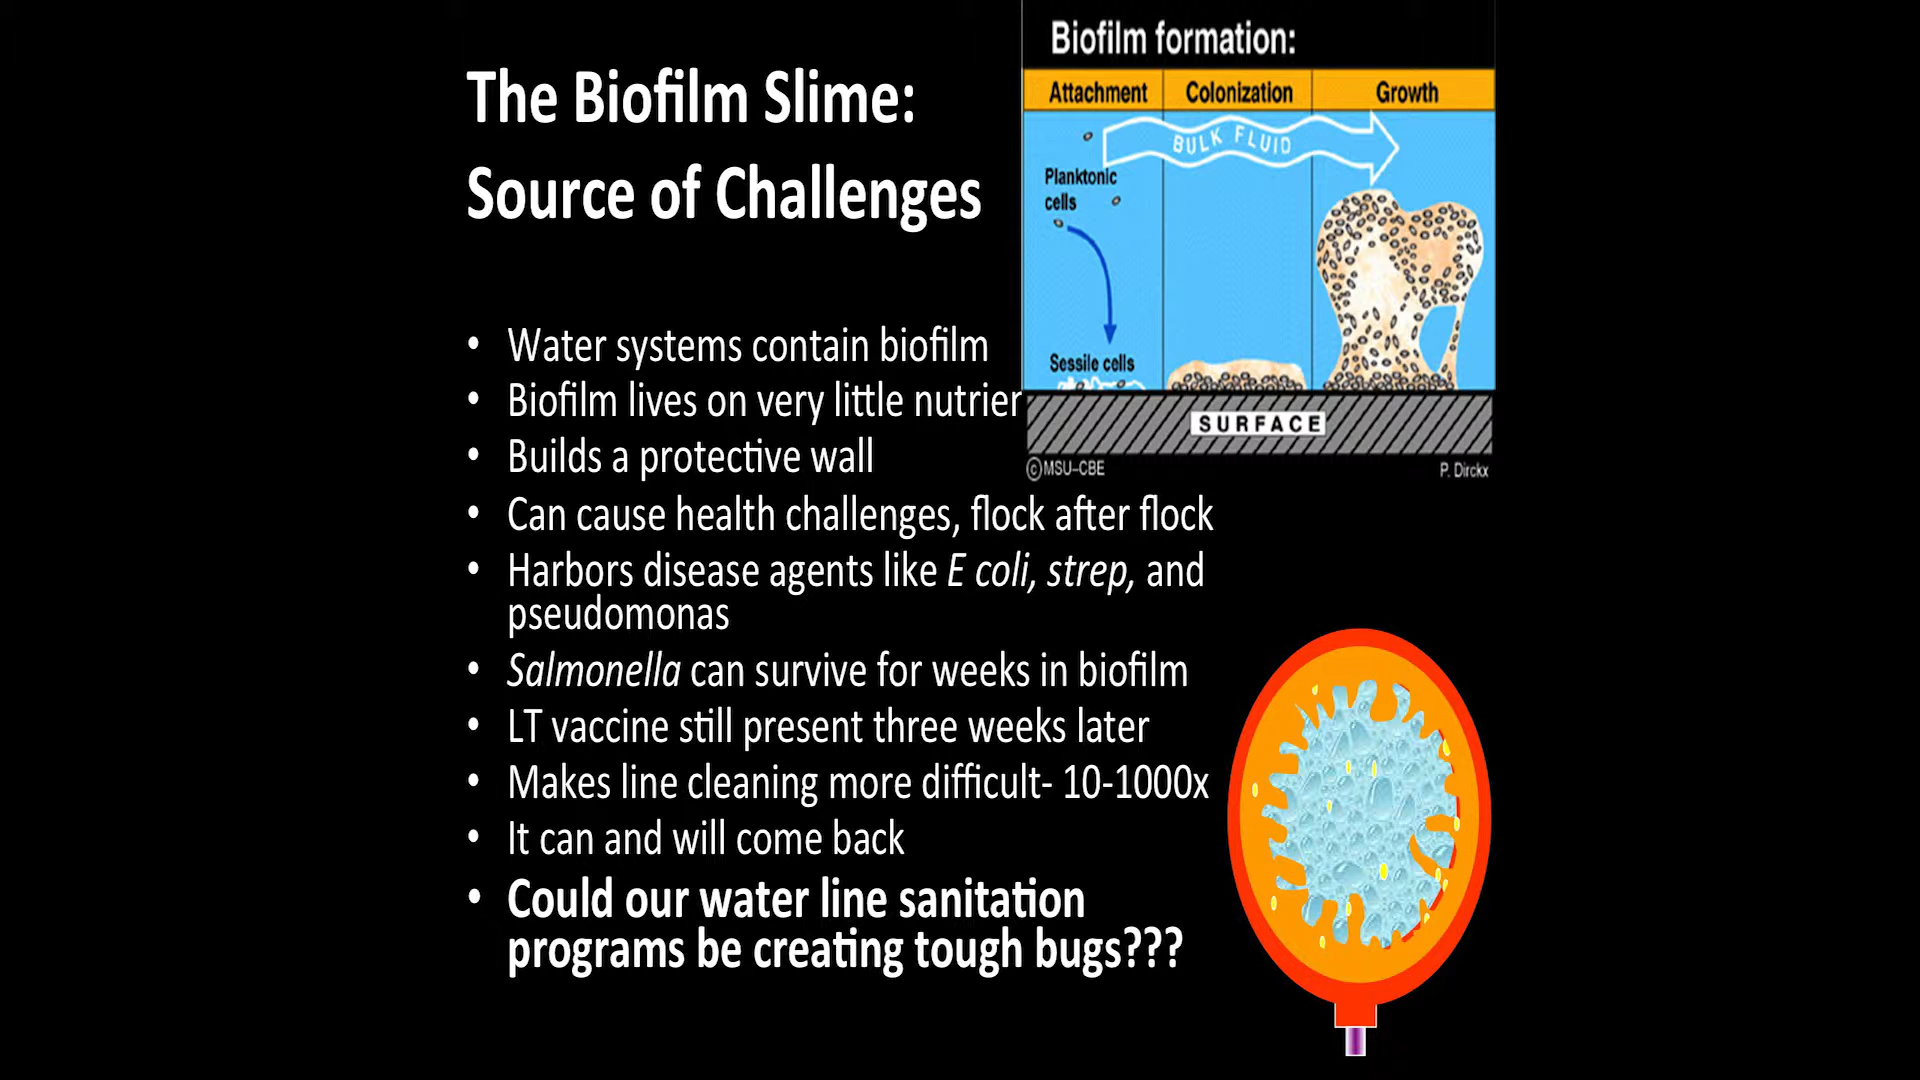 The Biofilm Slime:
Source of Challenges
• Water systems contain biofilm
• Biofilm lives on very little nutrier
• Builds a protective wall
• Can cause health challenges, flock after flock
• Harbors disease agents like E coli, strep, and
pseudomonas
• Salmonella can survive for weeks in biofilm
• LT vaccine still present three weeks later
• Makes line cleaning more difficult- 10-1000x
• It can and will come back
• Could our water line sanitation
programs be creating tough bugs???
Biofilm formation:
Attachment Colonization Growth
BULK FLUID
Planktonic
cells
Sessile cells
SURFACE
©MSU-CBE P. Dirckx